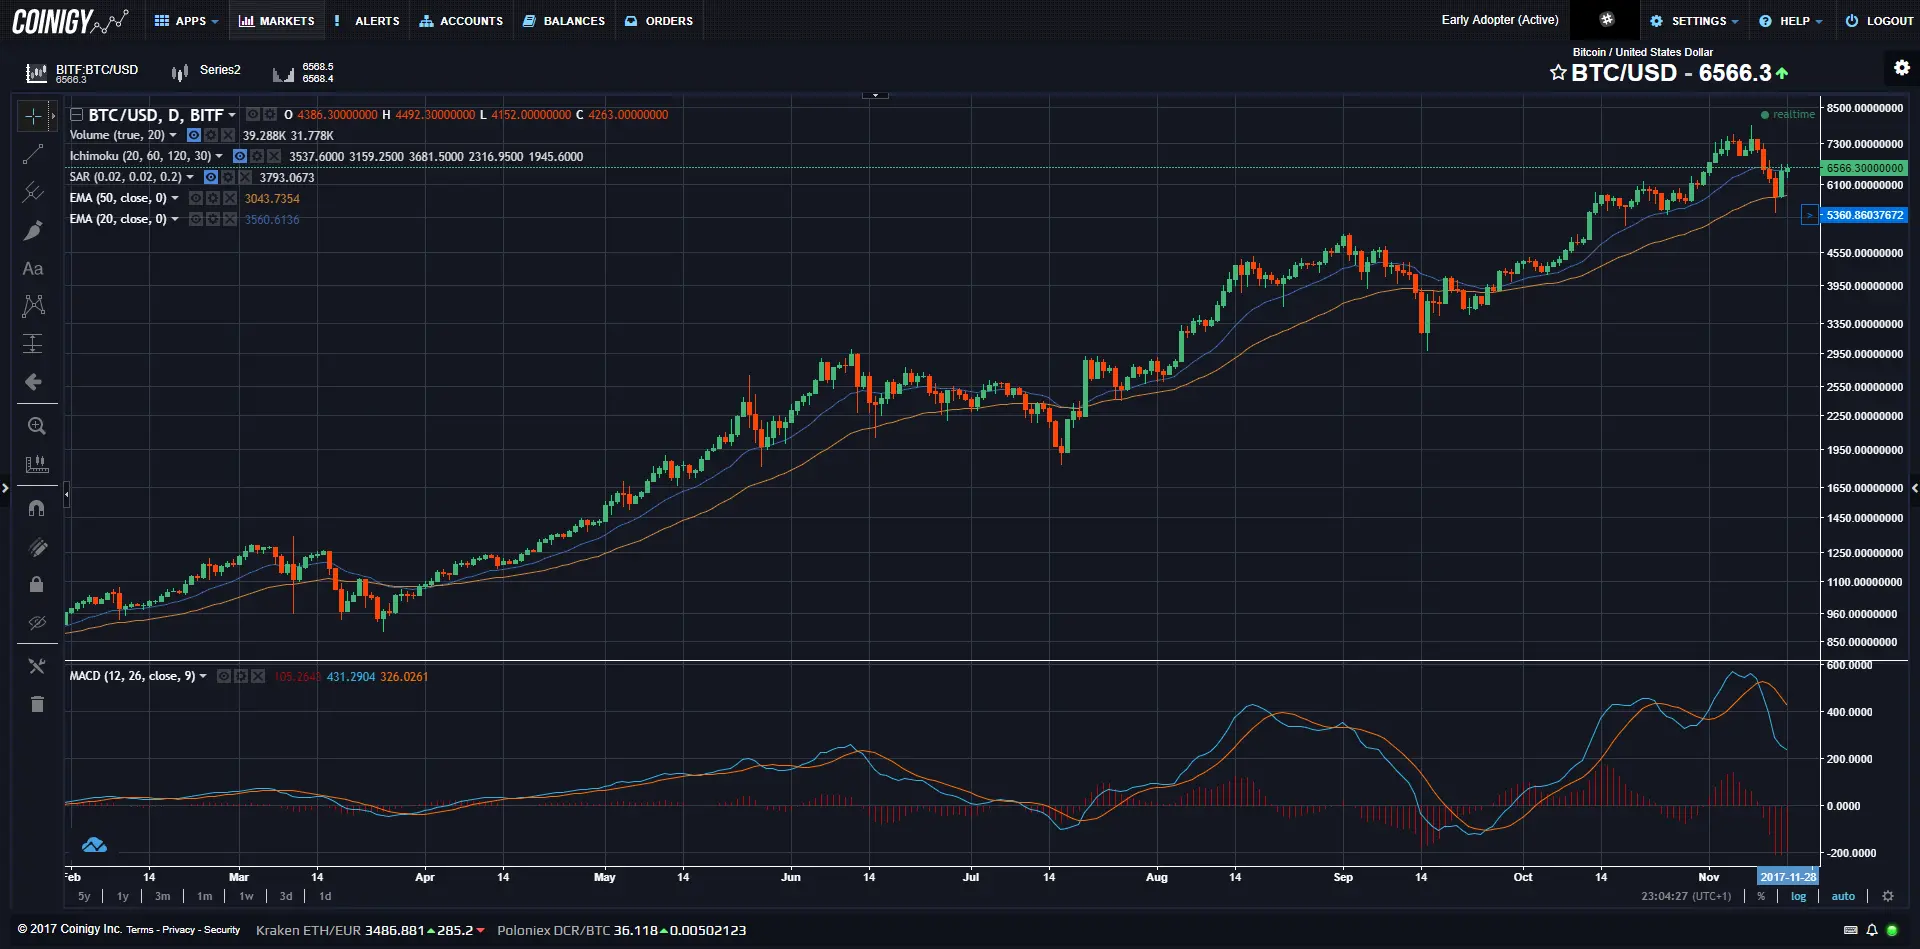 COINIGY APPS MARKETS ! ALERTS ACCOUNTS BALANCES ORDERS Early Adopter (Active) SETTINGS ? HELP LOGOUT
BITF:BTC/USD
6566.3
Series2
6568.5
6568.4
Bitcoin / United States Dollar
BTC/USD - 6566.3
BTC/USD, D, BITF O 4386.30000000 H 4492.30000000 L 4152.00000000 C 4263.00000000
Volume (true, 20) 39.288K 31.778K
Ichimoku (20, 60, 120, 30) 3537.6000 3159.2500 3681.5000 2316.9500 1945.6000
SAR (0.02, 0.02, 0.2) 3793.0673
EMA (50, close, 0) 3043.7354
EMA (20, close, 0) 3560.6136
realtime
Aa
8500.00000000
7300.00000000
6566.30000000
6100.00000000
> 5360.86037672
4550.00000000
3950.00000000
3350.00000000
2950.00000000
2550.00000000
2250.00000000
1950.00000000
1650.00000000
1450.00000000
1250.00000000
1100.00000000
960.00000000
850.00000000
MACD (12, 26, close, 9) 105.2643 431.2904 326.0261
600.0000
400.0000
200.0000
0.0000
-200.0000
Feb 14 Mar 14 Apr 14 May 14 Jun 14 Jul 14 Aug 14 Sep 14 Oct 14 Nov 2017-11-28
5y 1y 3m 1m 1w 3d 1d 23:04:27 (UTC+1) % log auto
© 2017 Coinigy Inc. Terms - Privacy - Security Kraken ETH/EUR 3486.881 285.2 Poloniex DCR/BTC 36.118 0.00502123